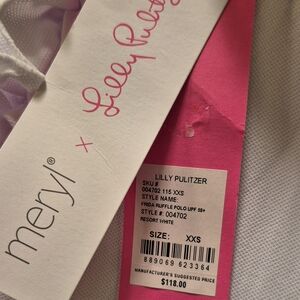 meryl® x Lilly Pulitz
LILLY PULITZER
SKU #
004702 115 XXS
STYLE NAME:
FRIDA RUFFLE POLO UPF 50+
STYLE #: 004702
RESORT WHITE
SIZE: XXS
889069 623364
MANUFACTURER'S SUGGESTED PRICE
$118.00